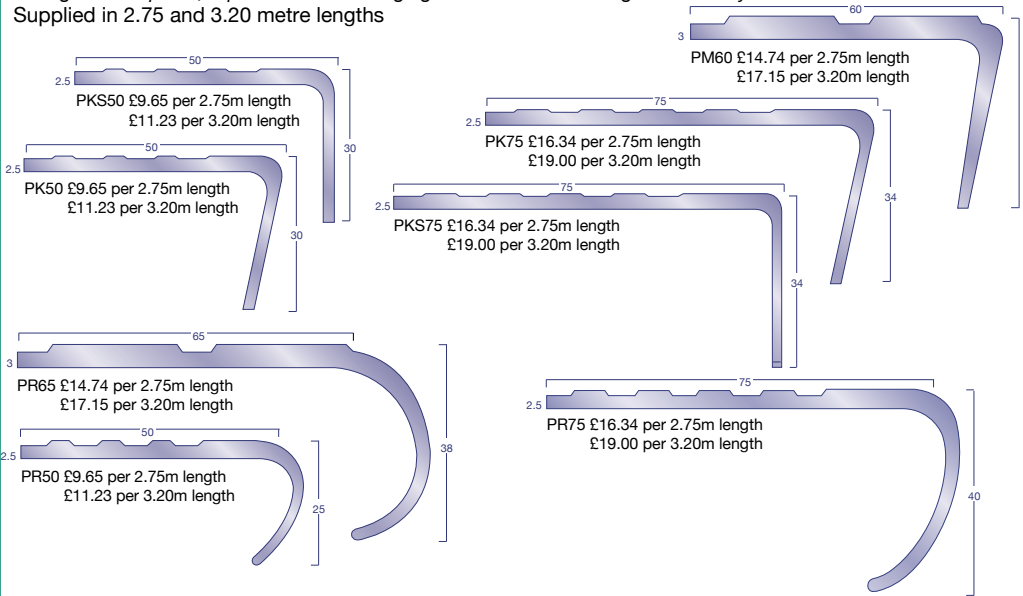 Supplied in 2.75 and 3.20 metre lengths
60
3
PM60 £14.74 per 2.75m length
£17.15 per 3.20m length
50
2.5
30
PKS50 £9.65 per 2.75m length
£11.23 per 3.20m length
75
2.5
34
PK75 £16.34 per 2.75m length
£19.00 per 3.20m length
50
2.5
30
PK50 £9.65 per 2.75m length
£11.23 per 3.20m length
75
2.5
34
PKS75 £16.34 per 2.75m length
£19.00 per 3.20m length
65
3
38
PR65 £14.74 per 2.75m length
£17.15 per 3.20m length
75
2.5
40
PR75 £16.34 per 2.75m length
£19.00 per 3.20m length
50
2.5
25
PR50 £9.65 per 2.75m length
£11.23 per 3.20m length